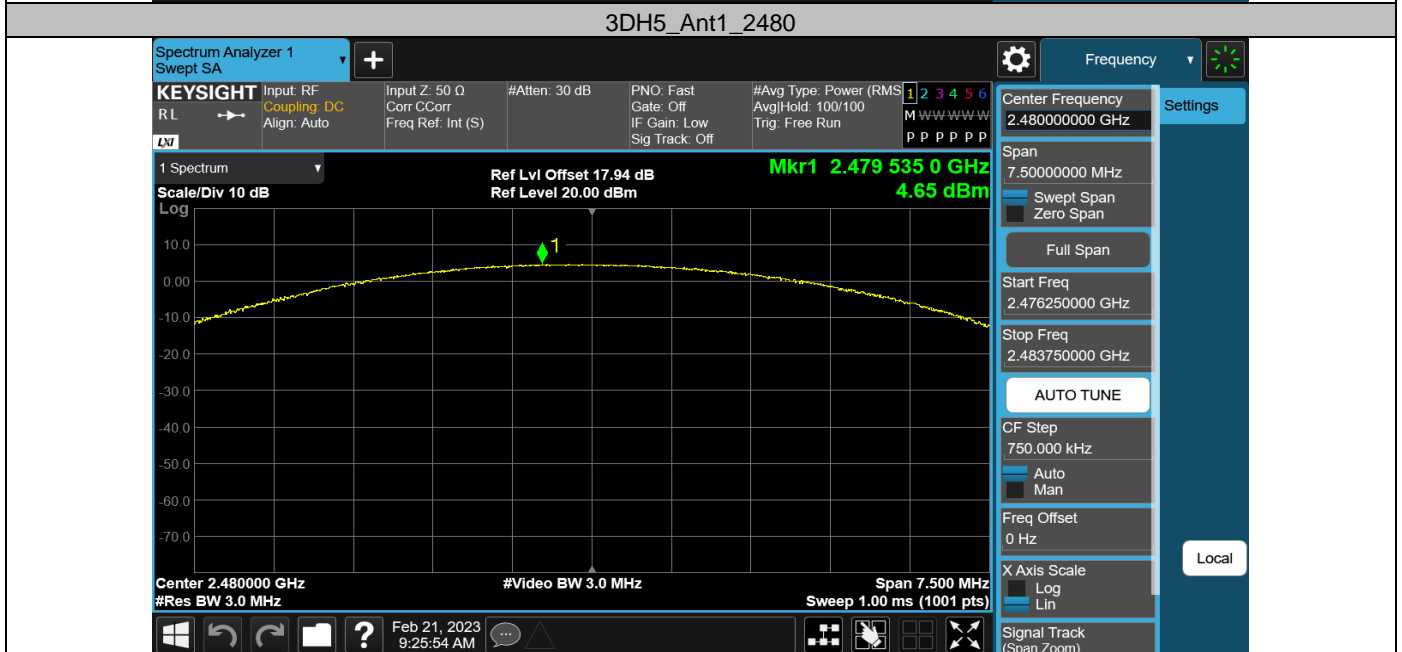 3DH5_Ant1_2480
Spectrum Analyzer 1
Swept SA
Frequency
KEYSIGHT
RL
LXI
Input: RF
Coupling: DC
Align: Auto
Input Z: 50 Ω
Corr CCorr
Freq Ref: Int (S)
#Atten: 30 dB
PNO: Fast
Gate: Off
IF Gain: Low
Sig Track: Off
#Avg Type: Power (RMS
Avg|Hold: 100/100
Trig: Free Run
1 2 3 4 5 6
M W W W W W
P P P P P P
1 Spectrum
Scale/Div 10 dB
Log
Ref Lvl Offset 17.94 dB
Ref Level 20.00 dBm
Mkr1 2.479 535 0 GHz
4.65 dBm
1
10.0
0.00
-10.0
-20.0
-30.0
-40.0
-50.0
-60.0
-70.0
Center 2.480000 GHz
#Res BW 3.0 MHz
#Video BW 3.0 MHz
Span 7.500 MHz
Sweep 1.00 ms (1001 pts)
Feb 21, 2023
9:25:54 AM
?
Center Frequency
2.480000000 GHz
Settings
Span
7.50000000 MHz
Swept Span
Zero Span
Full Span
Start Freq
2.476250000 GHz
Stop Freq
2.483750000 GHz
AUTO TUNE
CF Step
750.000 kHz
Auto
Man
Freq Offset
0 Hz
X Axis Scale
Log
Lin
Local
Signal Track
(Span Zoom)